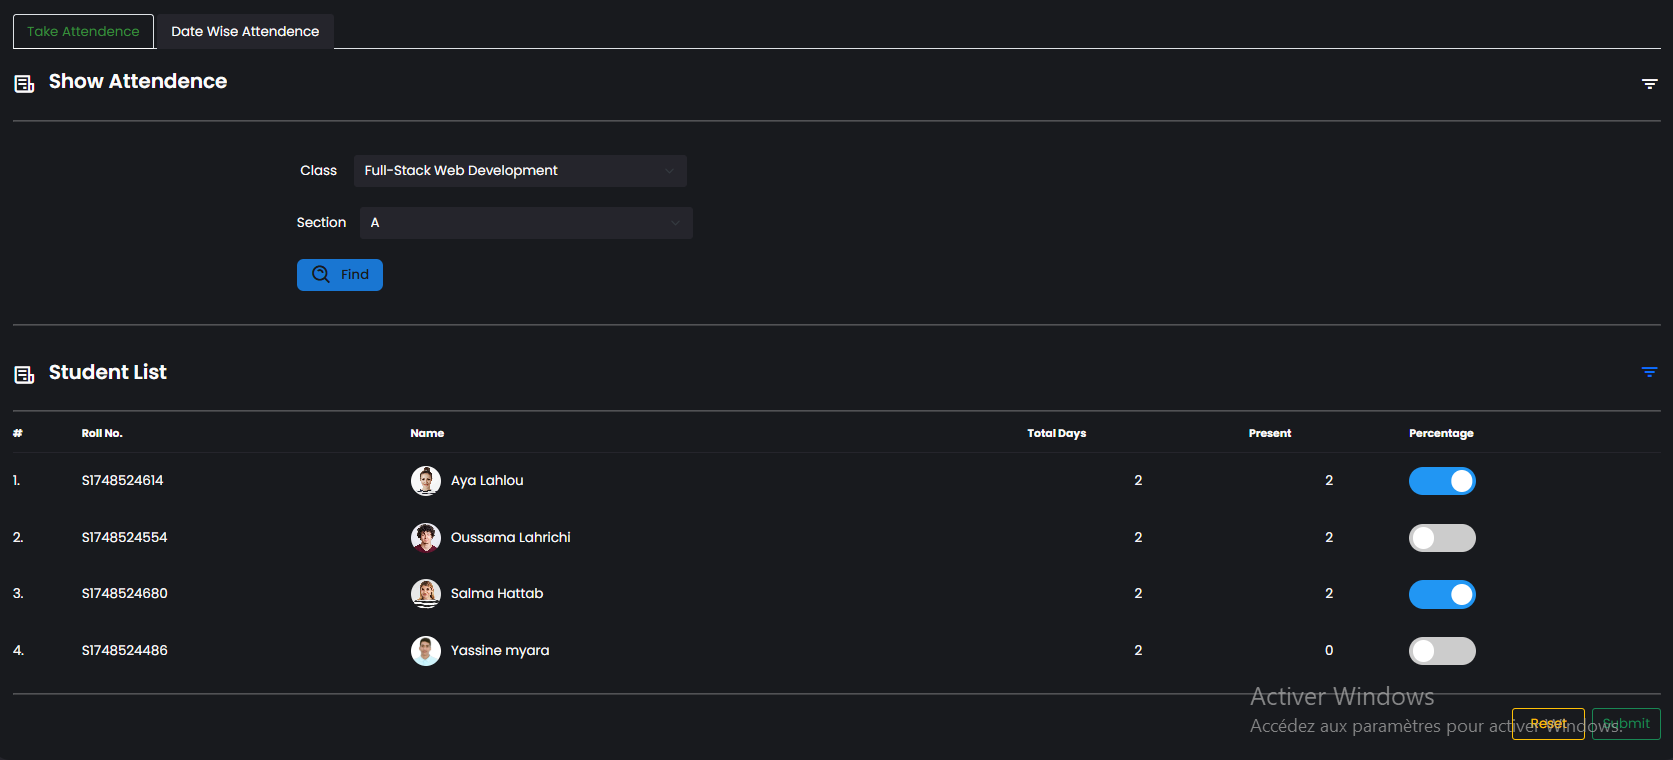 Take Attendence Date Wise Attendence
Show Attendence
Class Full-Stack Web Development
Section A
Find
Student List
# Roll No. Name Total Days Present Percentage
1. S1748524614 Aya Lahlou 2 2
2. S1748524554 Oussama Lahrichi 2 2
3. S1748524680 Salma Hattab 2 2
4. S1748524486 Yassine myara 2 0
Activer Windows
Accédez aux paramètres pour activer Windows.
Reset Submit